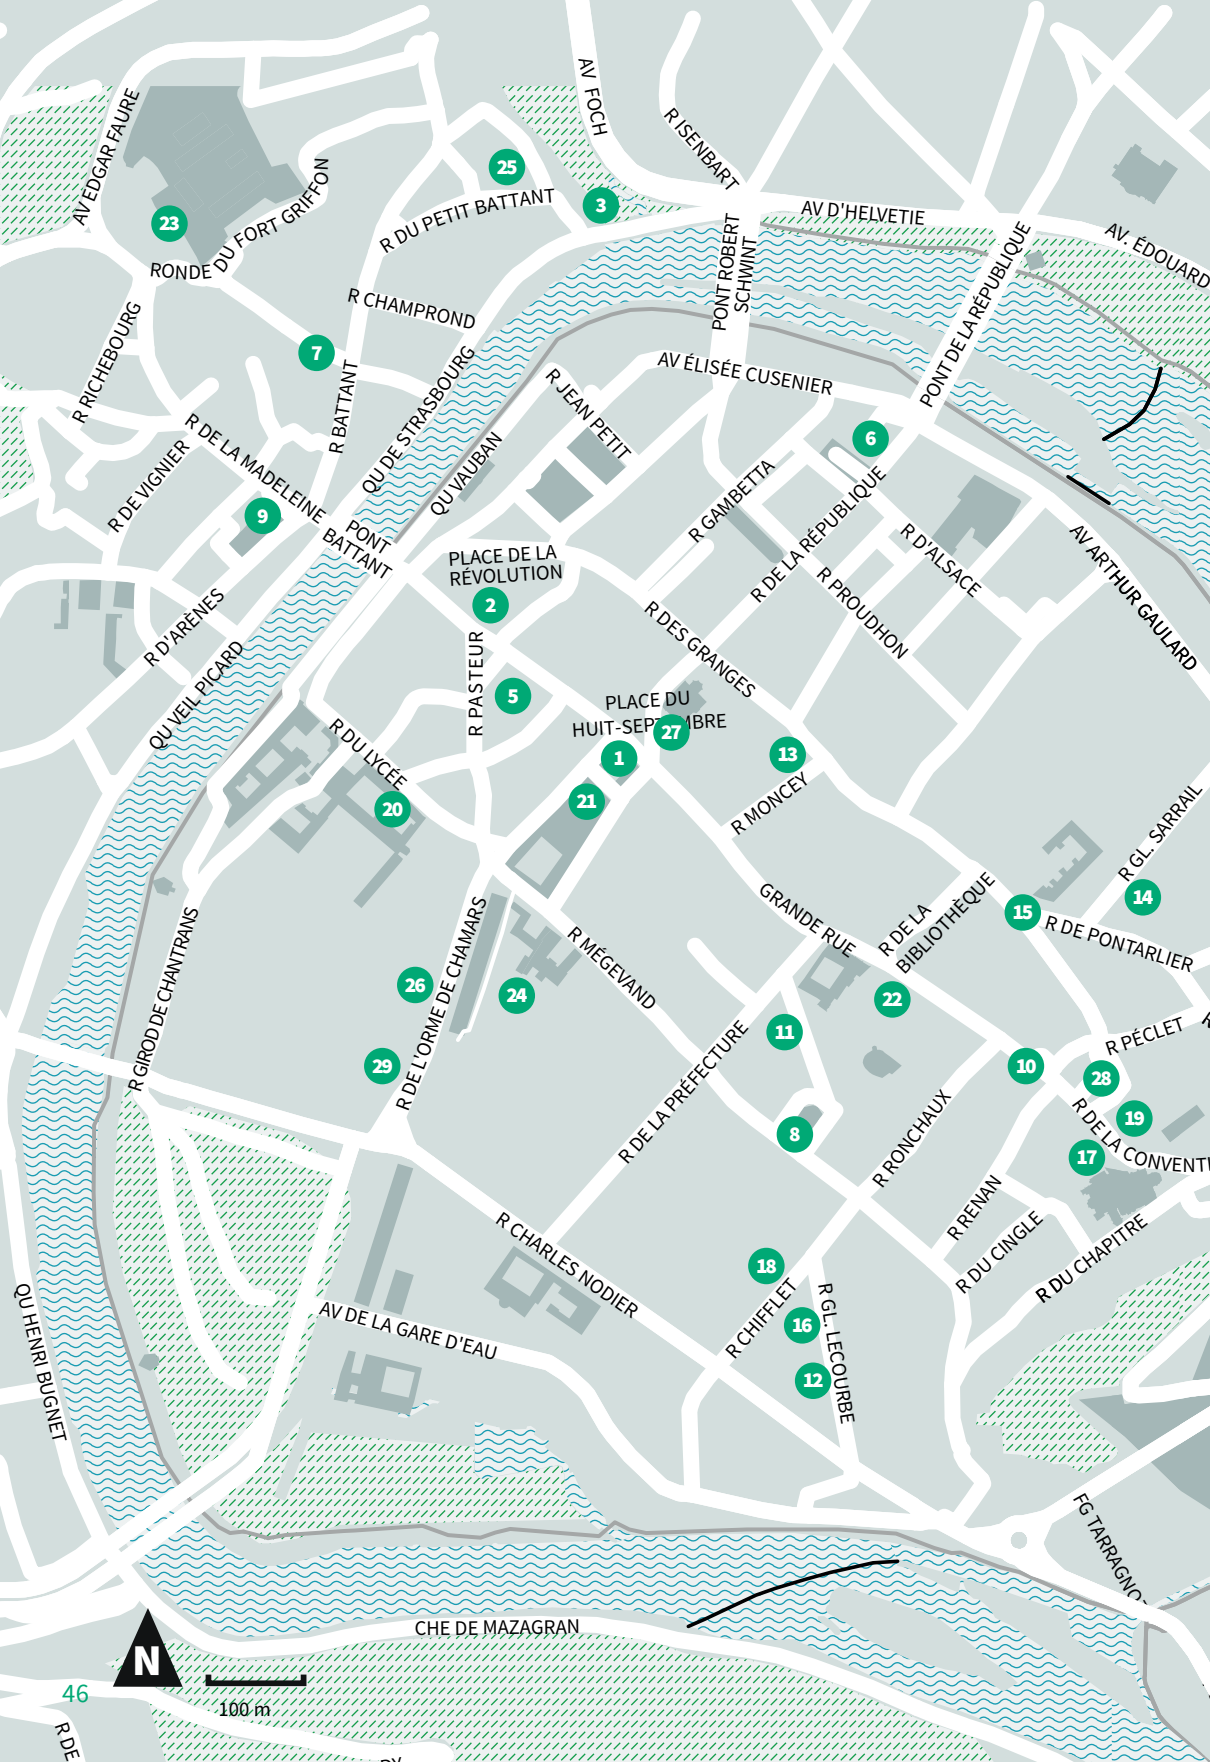 AV EDGAR FAURE
AV FOCH
R ISENBART
25
3
23
R DU PETIT BATTANT
AV D'HELVETIE
RONDE DU FORT GRIFFON
PONT ROBERT
SCHWINT
AV. ÉDOUARD
PONT DE LA RÉPUBLIQUE
R CHAMPROND
R RICHEBOURG
7
R BATTANT
QU DE STRASBOURG
AV ÉLISÉE CUSENIER
R JEAN PETIT
6
R DE LA MADELEINE
R DE VIGNIER
QU VAUBAN
9
PONT
BATTANT
R GAMBETTA
R DE LA RÉPUBLIQUE
R D'ALSACE
AV ARTHUR GAULARD
PLACE DE LA
RÉVOLUTION
2
R PROUDHON
R D'ARÈNES
QU VEIL PICARD
R DES GRANGES
R PASTEUR
5
PLACE DU
HUIT-SEPTEMBRE
27
1
13
R DU LYCÉE
20
21
R MONCEY
R GL. SARRAIL
14
15
R DE PONTARLIER
GRANDE RUE
R DE LA
BIBLIOTHÈQUE
R GIROD DE CHANTRANS
R DE L'ORME DE CHAMARS
R MÉGEVAND
26
24
22
11
29
R DE LA PRÉFECTURE
10
R PÉCLET
28
19
8
R RONCHAUX
17
R DE LA CONVENTI
R RENAN
R DU CINGLE
R DU CHAPITRE
R CHARLES NODIER
18
R CHIFFLET
16
R GL. LECOURBE
12
QU HENRI BUGNET
AV DE LA GARE D'EAU
FG TARRAGNO
CHE DE MAZAGRAN
N
46
100 m
R DE